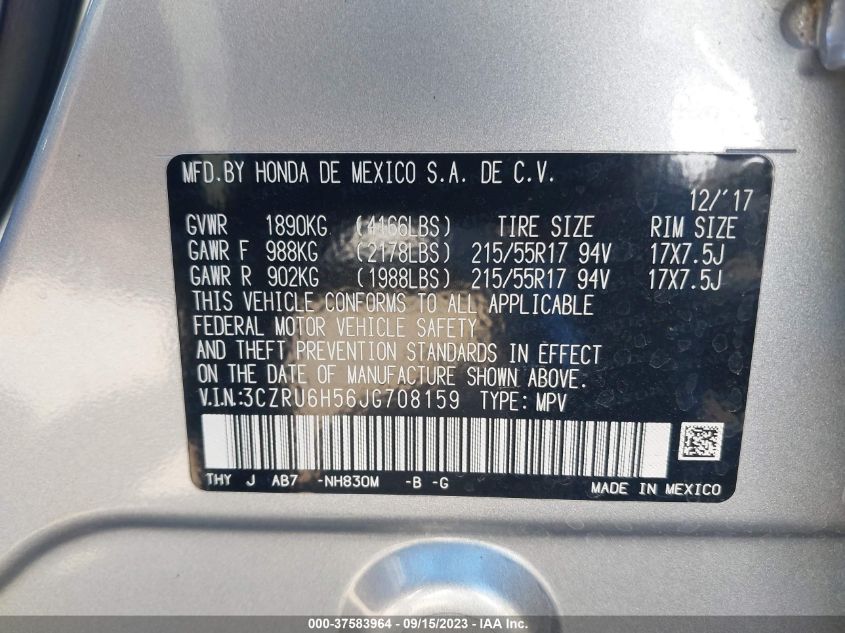 MFD.BY HONDA DE MEXICO S.A. DE C.V.
12/'17
GVWR 1890KG (4166LBS) TIRE SIZE RIM SIZE
GAWR F 988KG (2178LBS) 215/55R17 94V 17X7.5J
GAWR R 902KG (1988LBS) 215/55R17 94V 17X7.5J
THIS VEHICLE CONFORMS TO ALL APPLICABLE
FEDERAL MOTOR VEHICLE SAFETY
AND THEFT PREVENTION STANDARDS IN EFFECT
ON THE DATE OF MANUFACTURE SHOWN ABOVE.
V.I.N.:3CZRU6H56JG708159 TYPE: MPV
THY J AB7 -NH830M -B -G
MADE IN MEXICO
000-37583964 - 09/15/2023 - IAA Inc.